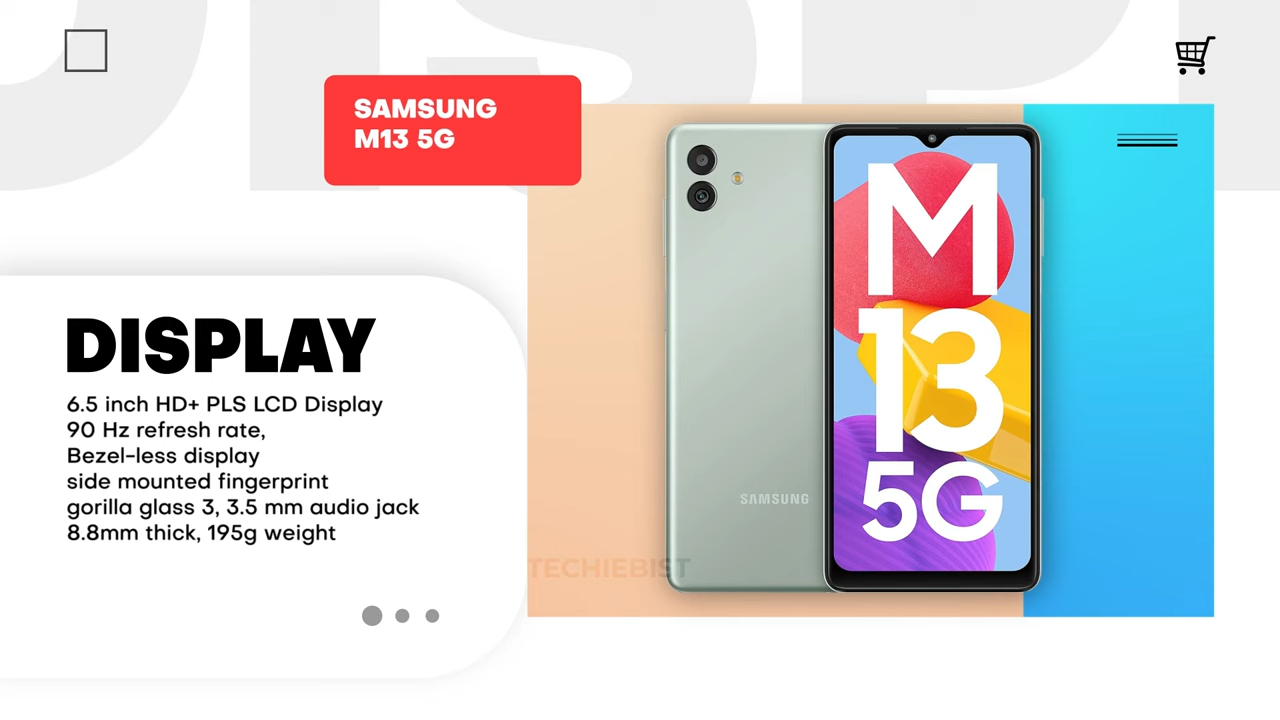 SAMSUNG
M13 5G
DISPLAY
6.5 inch HD+ PLS LCD Display
90 Hz refresh rate,
Bezel-less display
side mounted fingerprint
gorilla glass 3, 3.5 mm audio jack
8.8mm thick, 195g weight
SAMSUNG
M
13
5G
TECHIEBIST